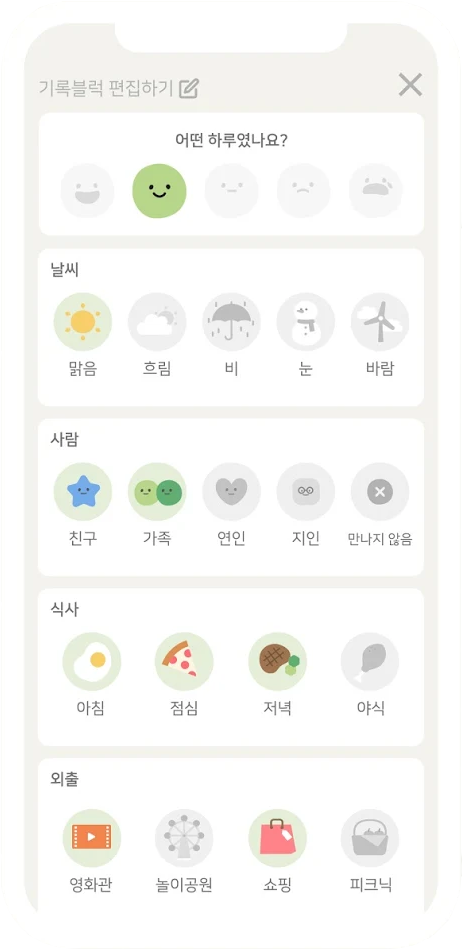 기록블럭 편집하기
어떤 하루였나요?
날씨
맑음 흐림 비 눈 바람
사람
친구 가족 연인 지인 만나지 않음
식사
아침 점심 저녁 야식
외출
영화관 놀이공원 쇼핑 피크닉